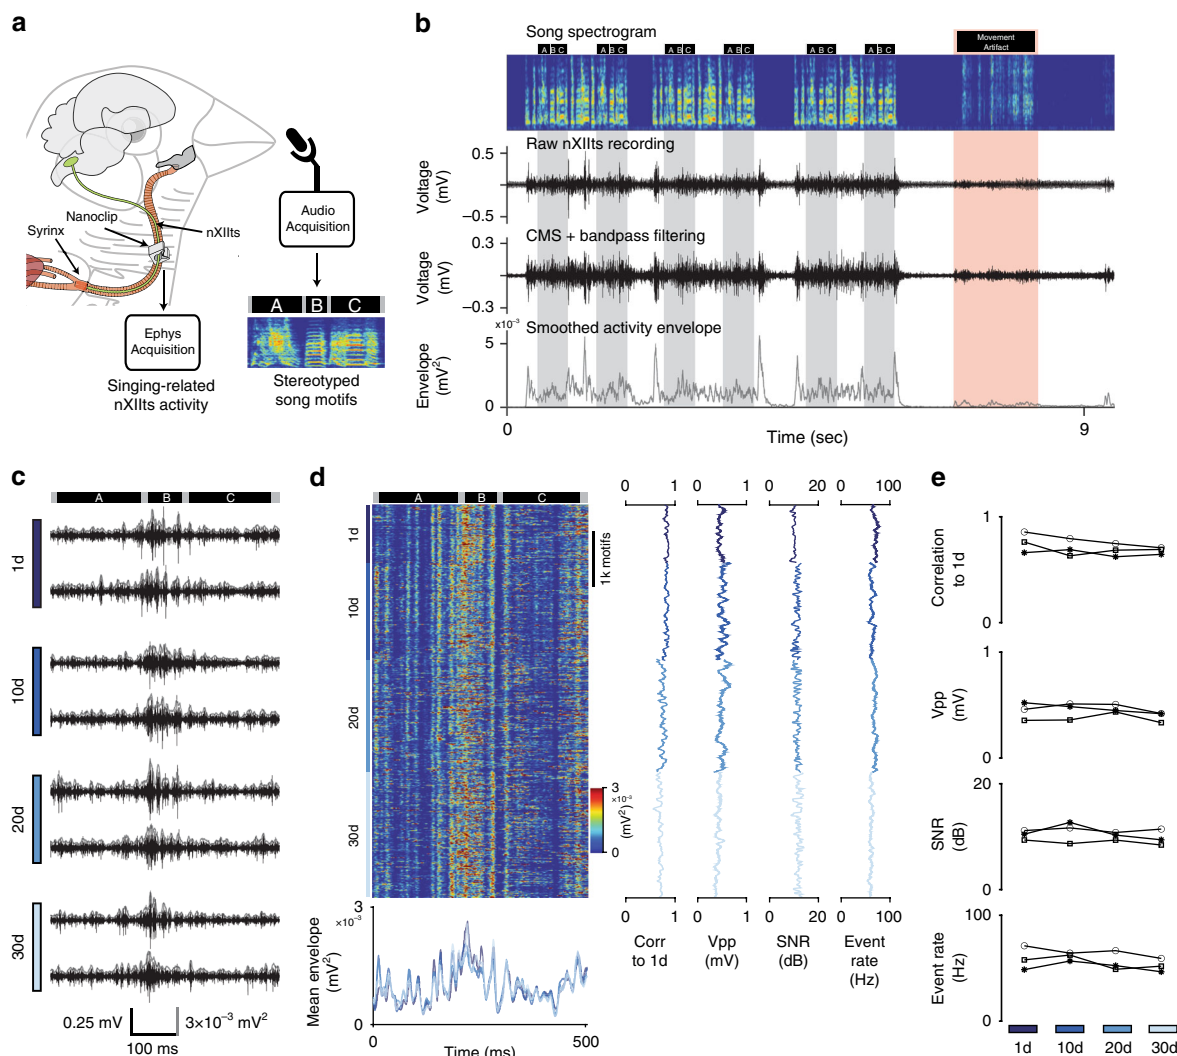 a
Nanoclip
Syrinx
nXIIts
Audio
Acquisition
Ephys
Acquisition
Singing-related
nXIIts activity
A B C
Stereotyped
song motifs
b
Song spectrogram
A B C A B C A B C A B C A B C A B C
Movement
Artifact
Raw nXIIts recording
0.5
−0.5
Voltage
(mV)
CMS + bandpass filtering
0.3
−0.3
Voltage
(mV)
x10⁻³
Smoothed activity envelope
5
0
Envelope
(mV²)
0 9
Time (sec)
c
A B C
1d
10d
20d
30d
0.25 mV
3×10⁻³ mV²
100 ms
d
A B C
1d
10d
20d
30d
1k motifs
3
×10⁻³
(mV²)
0
3
×10⁻³
0
Mean envelope
(mV²)
0 500
Time (ms)
0 1 0 1 0 20 0 100
0 1 0 1 0 20 0 100
Corr
to 1d
Vpp
(mV)
SNR
(dB)
Event
rate
(Hz)
e
1
0
Correlation
to 1d
1
0
Vpp
(mV)
20
0
SNR
(dB)
100
0
Event rate
(Hz)
1d 10d 20d 30d